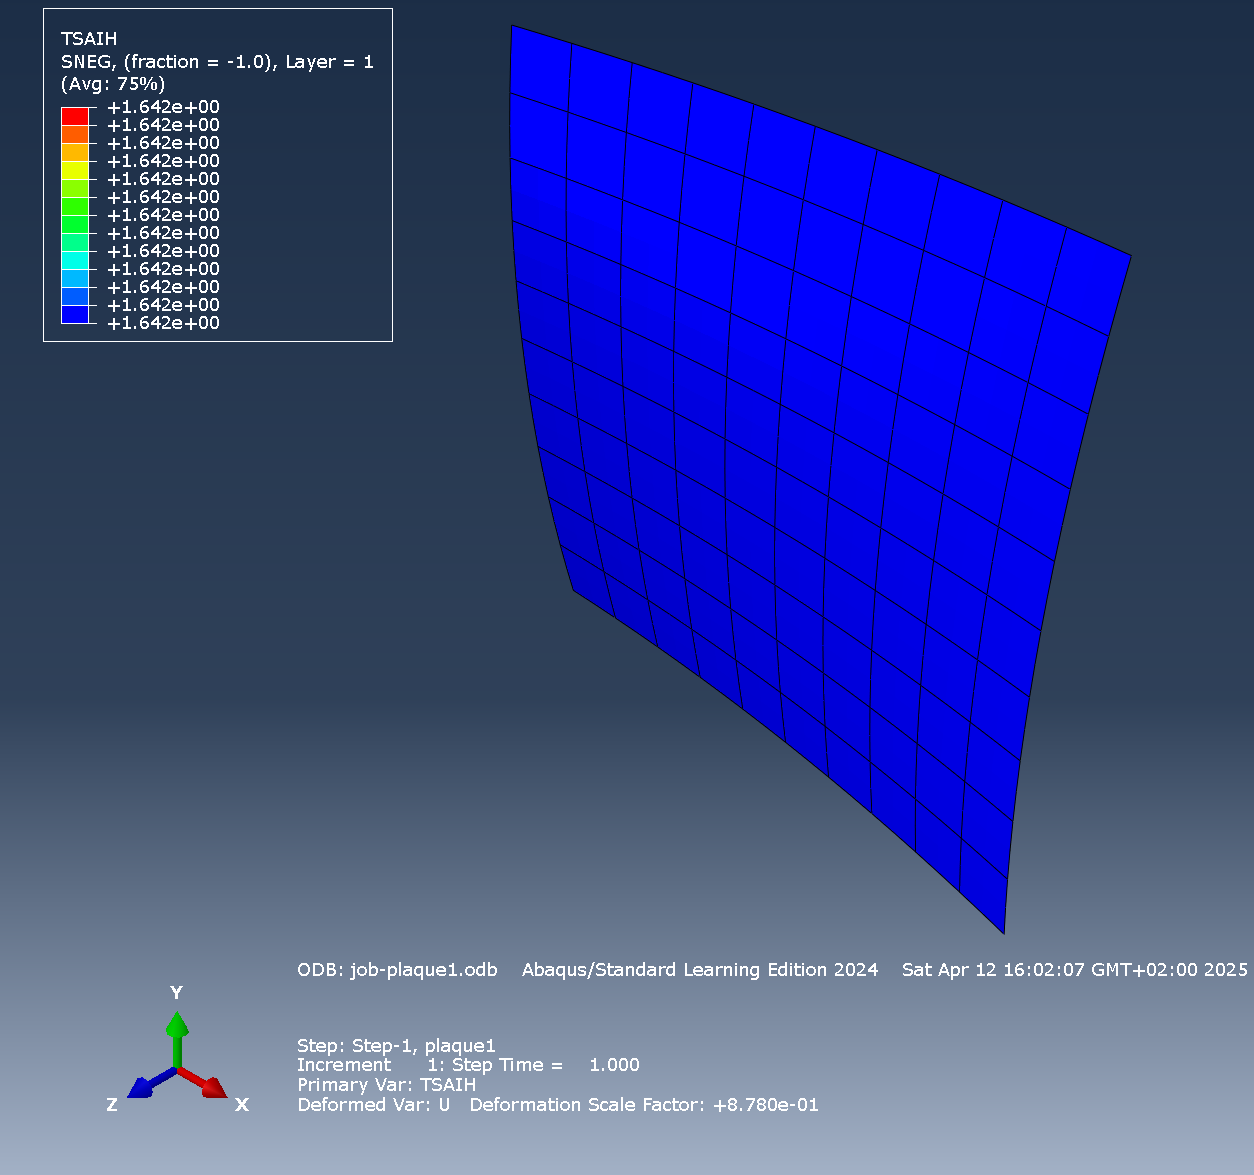 TSAIH
SNEG, (fraction = -1.0), Layer = 1
(Avg: 75%)
+1.642e+00
+1.642e+00
+1.642e+00
+1.642e+00
+1.642e+00
+1.642e+00
+1.642e+00
+1.642e+00
+1.642e+00
+1.642e+00
+1.642e+00
+1.642e+00
+1.642e+00
ODB: job-plaque1.odb    Abaqus/Standard Learning Edition 2024    Sat Apr 12 16:02:07 GMT+02:00 2025
Y
Z
X
Step: Step-1, plaque1
Increment      1: Step Time =    1.000
Primary Var: TSAIH
Deformed Var: U   Deformation Scale Factor: +8.780e-01